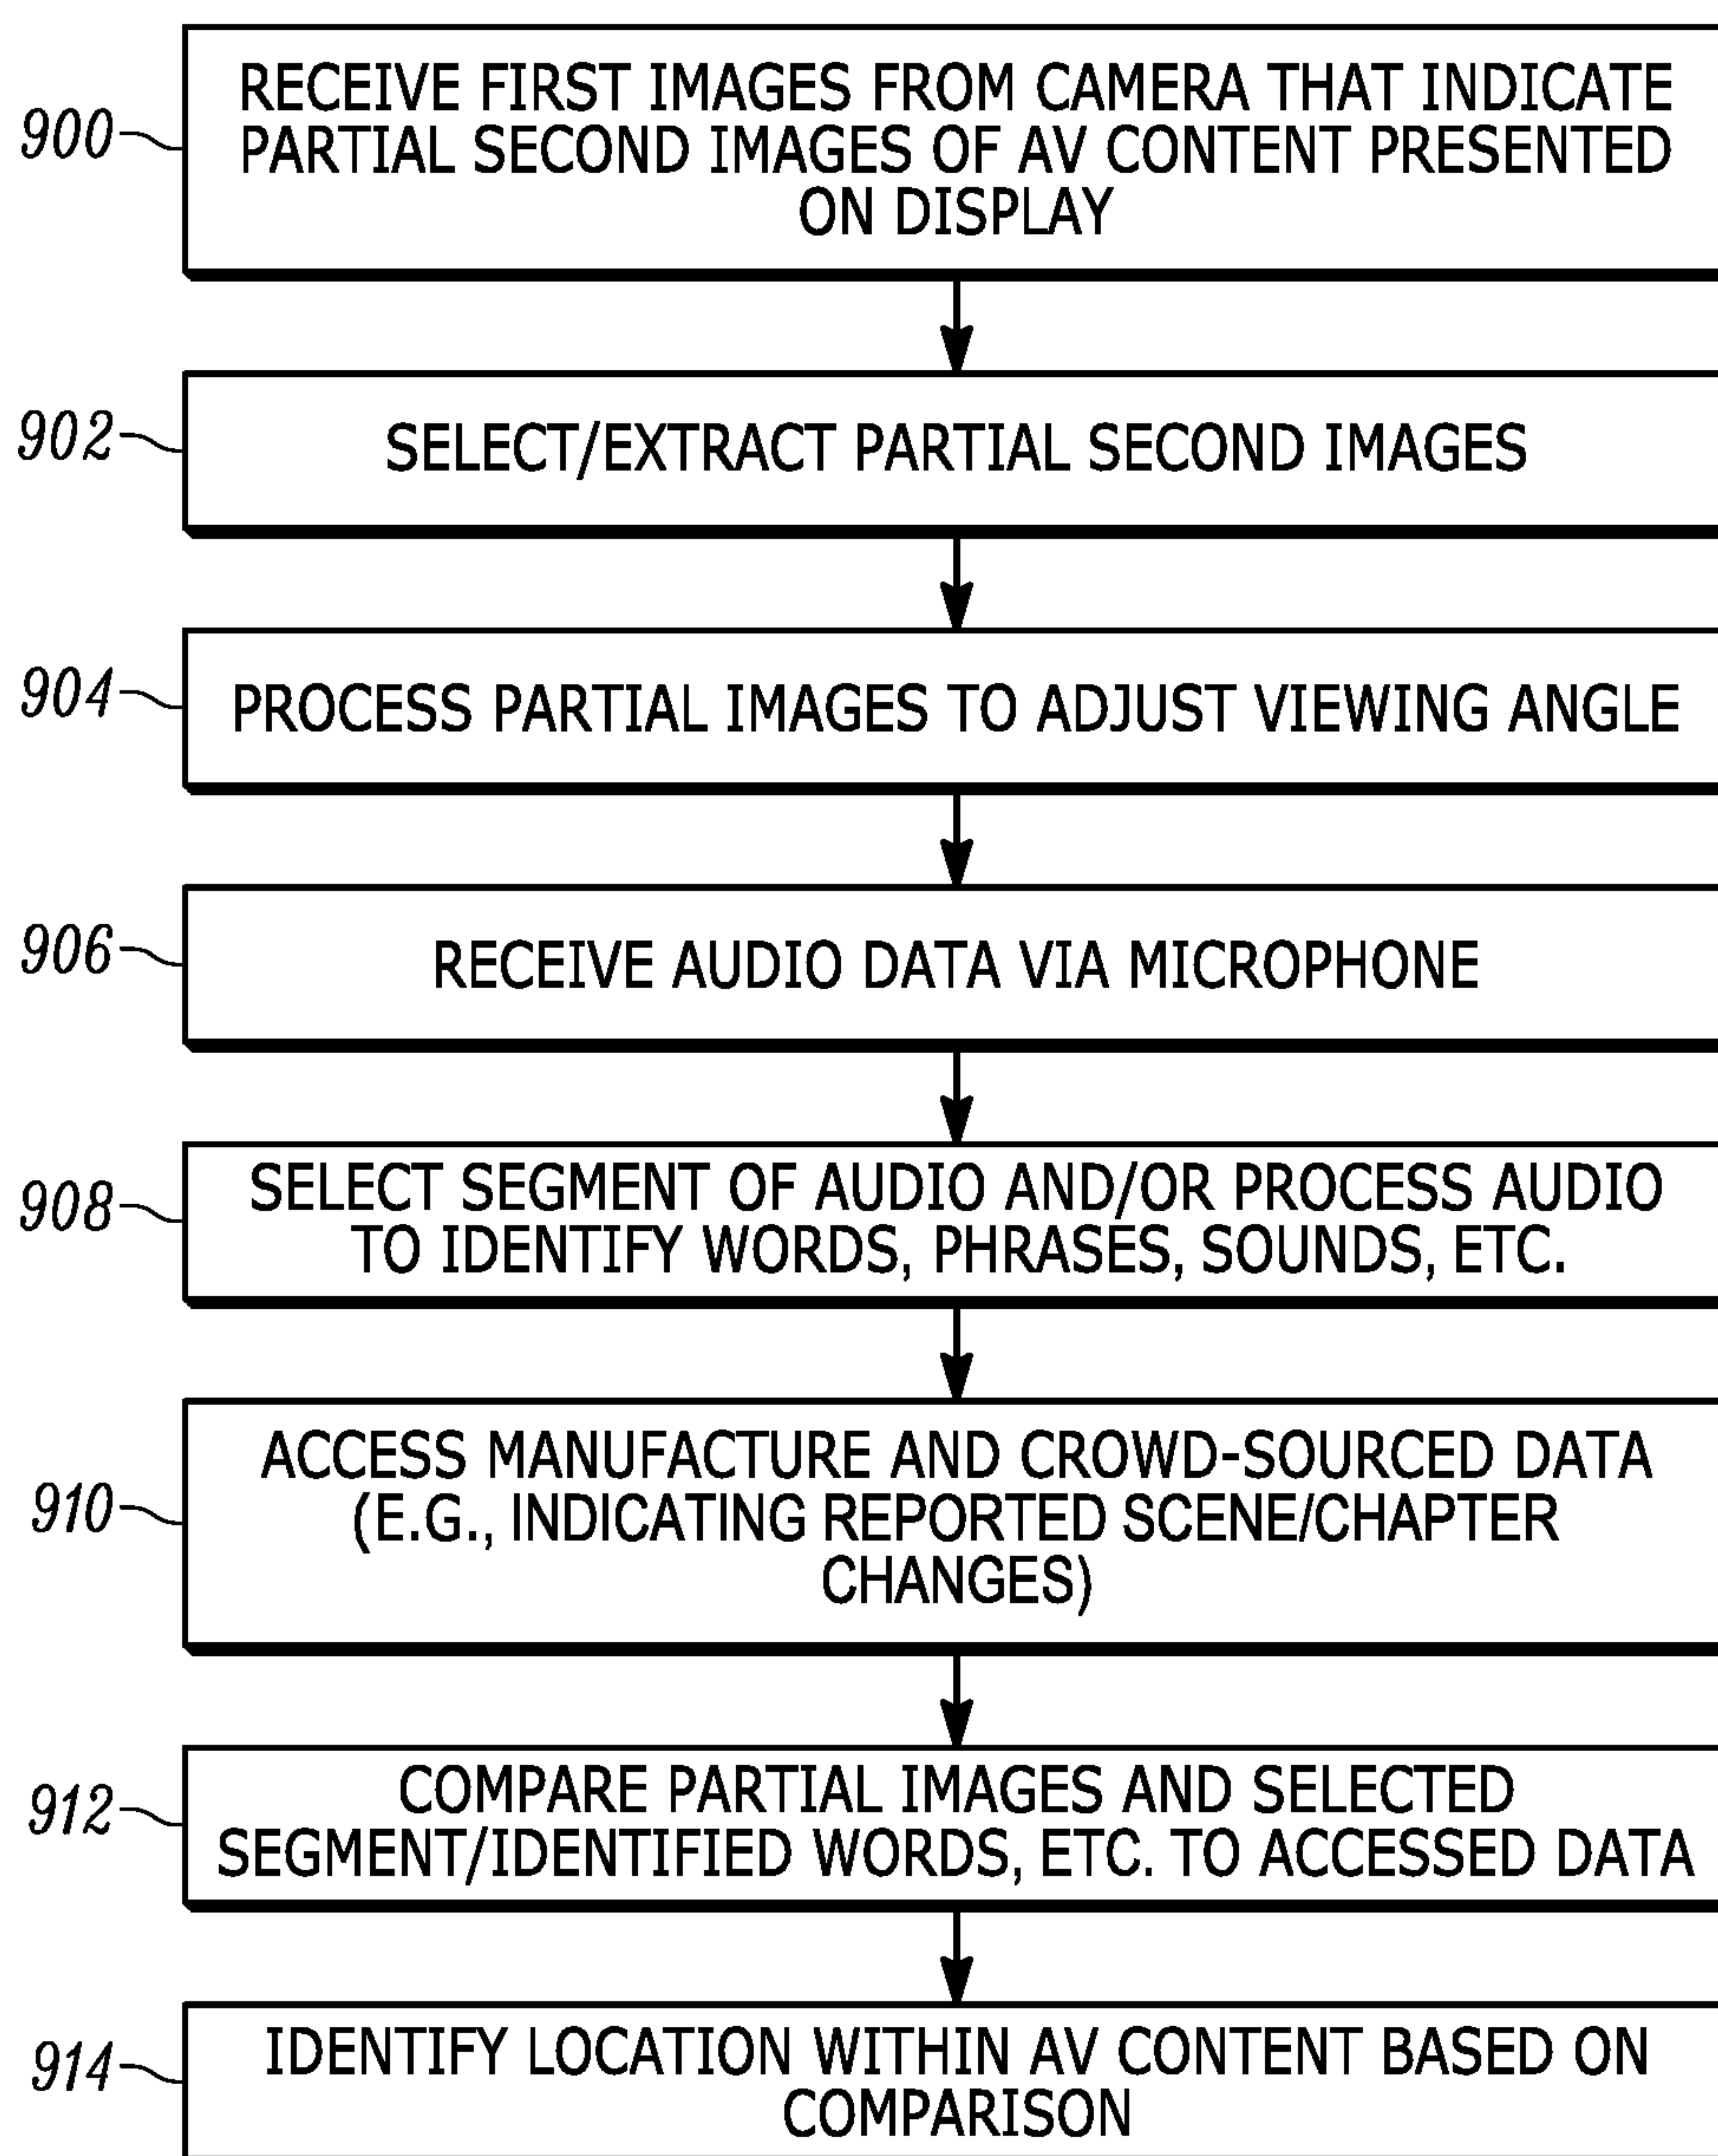 900
RECEIVE FIRST IMAGES FROM CAMERA THAT INDICATE
PARTIAL SECOND IMAGES OF AV CONTENT PRESENTED
ON DISPLAY
902
SELECT/EXTRACT PARTIAL SECOND IMAGES
904
PROCESS PARTIAL IMAGES TO ADJUST VIEWING ANGLE
906
RECEIVE AUDIO DATA VIA MICROPHONE
908
SELECT SEGMENT OF AUDIO AND/OR PROCESS AUDIO
TO IDENTIFY WORDS, PHRASES, SOUNDS, ETC.
910
ACCESS MANUFACTURE AND CROWD-SOURCED DATA
(E.G., INDICATING REPORTED SCENE/CHAPTER
CHANGES)
912
COMPARE PARTIAL IMAGES AND SELECTED
SEGMENT/IDENTIFIED WORDS, ETC. TO ACCESSED DATA
914
IDENTIFY LOCATION WITHIN AV CONTENT BASED ON
COMPARISON